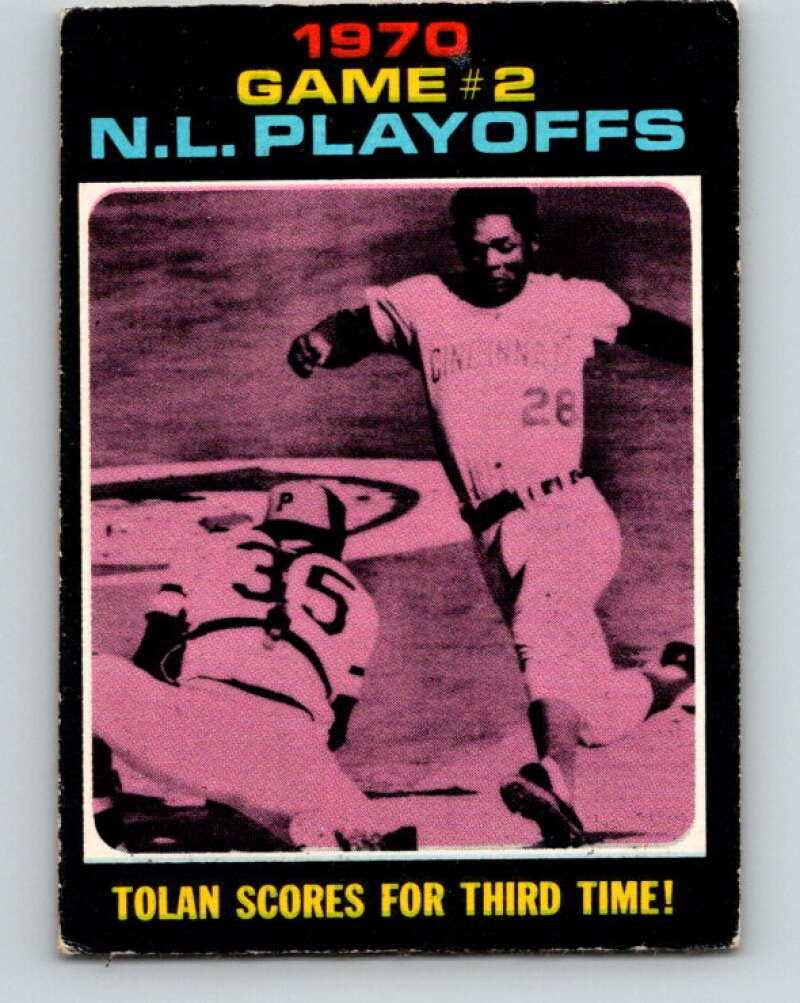 1970
GAME #2
N.L. PLAYOFFS
CINCINNATI
28
P
35
TOLAN SCORES FOR THIRD TIME!